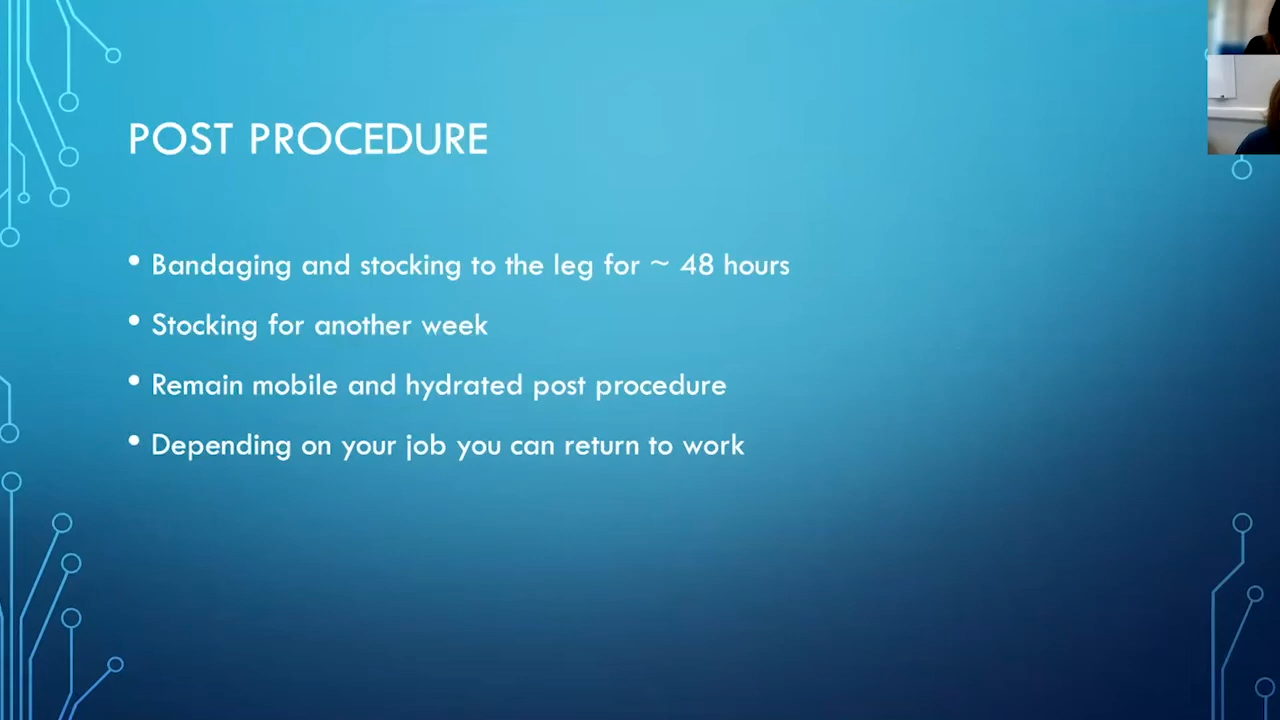 POST PROCEDURE
• Bandaging and stocking to the leg for ~ 48 hours
• Stocking for another week
• Remain mobile and hydrated post procedure
• Depending on your job you can return to work